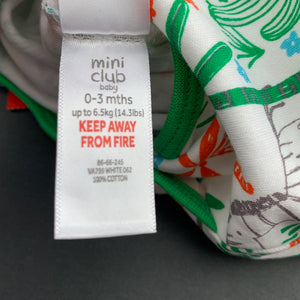 mini
club
baby
0-3 mths
up to 6.5kg (14.3lbs)
KEEP AWAY
FROM FIRE
86-66-245
VA799 WHITE 062
100% COTTON